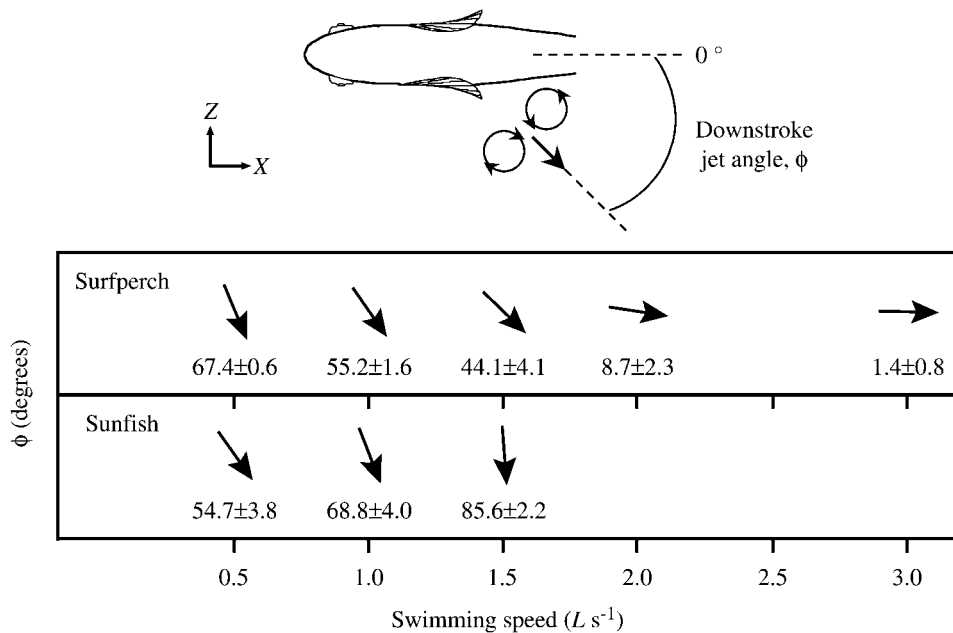 0 °
Z
X
Downstroke
jet angle, ϕ
ϕ (degrees)
Surfperch
67.4±0.6 55.2±1.6 44.1±4.1 8.7±2.3 1.4±0.8
Sunfish
54.7±3.8 68.8±4.0 85.6±2.2
0.5 1.0 1.5 2.0 2.5 3.0
Swimming speed (L s⁻¹)